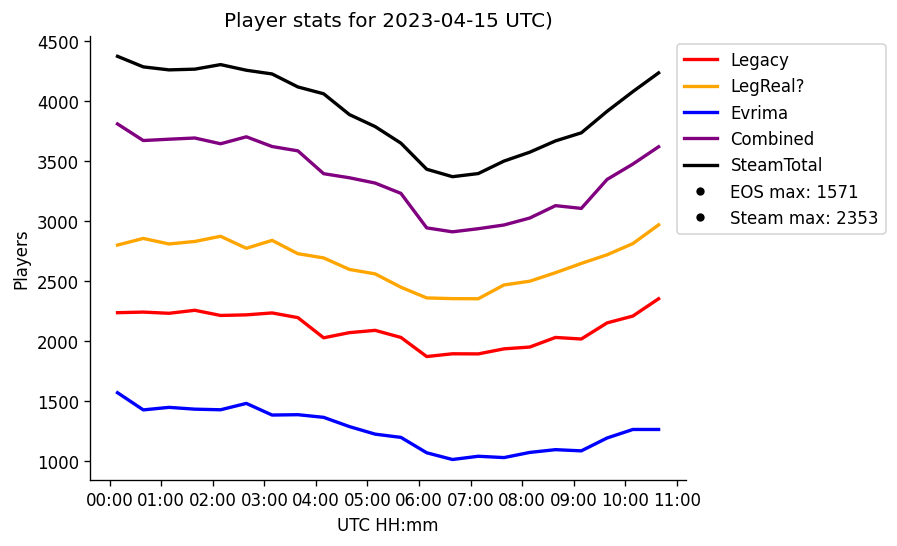 Player stats for 2023-04-15 UTC)
4500
4000
3500
3000
2500
2000
1500
1000
Players
00:00 01:00 02:00 03:00 04:00 05:00 06:00 07:00 08:00 09:00 10:00 11:00
UTC HH:mm
Legacy
LegReal?
Evrima
Combined
SteamTotal
EOS max: 1571
Steam max: 2353